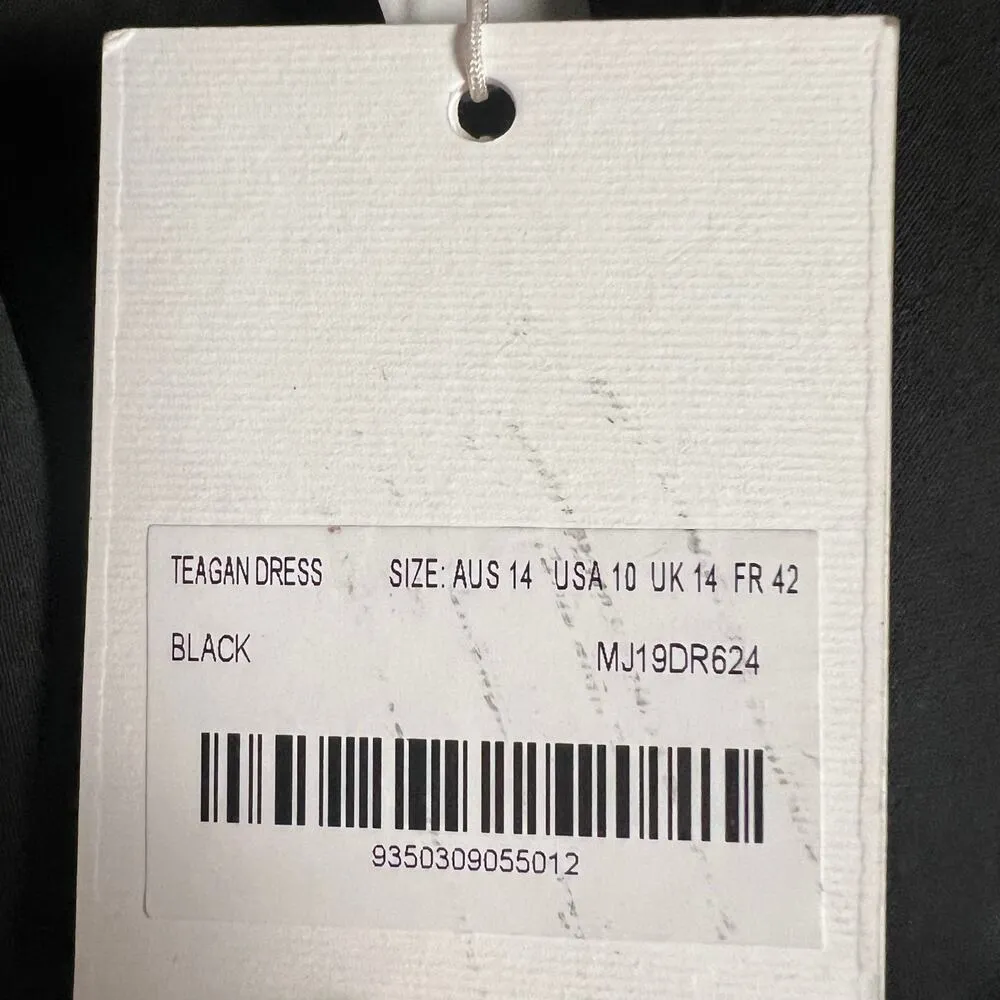 TEAGAN DRESS SIZE: AUS 14 USA 10 UK 14 FR 42
BLACK MJ19DR624
9350309055012